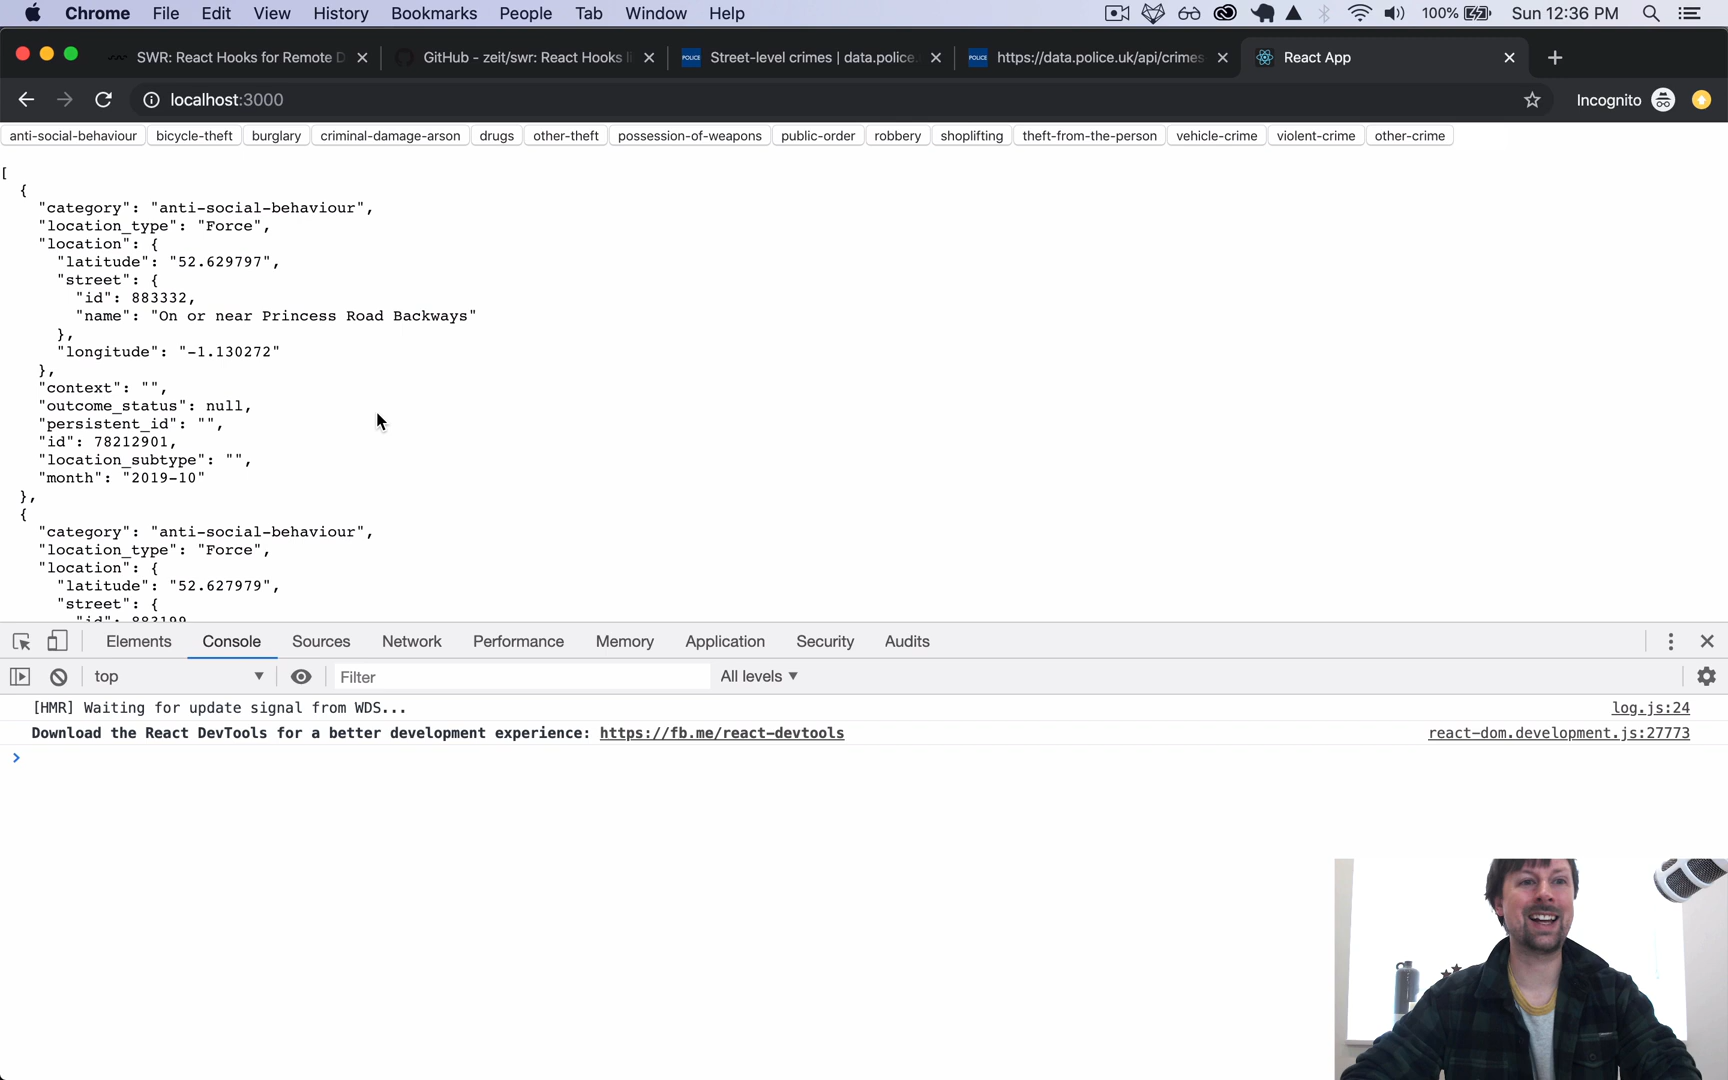 Chrome File Edit View History Bookmarks People Tab Window Help 100% Sun 12:36 PM
SWR: React Hooks for Remote D GitHub - zeit/swr: React Hooks li POLICE Street-level crimes | data.police. POLICE https://data.police.uk/api/crimes- React App
localhost:3000 Incognito
anti-social-behaviour bicycle-theft burglary criminal-damage-arson drugs other-theft possession-of-weapons public-order robbery shoplifting theft-from-the-person vehicle-crime violent-crime other-crime
[
{
"category": "anti-social-behaviour",
"location_type": "Force",
"location": {
"latitude": "52.629797",
"street": {
"id": 883332,
"name": "On or near Princess Road Backways"
},
"longitude": "-1.130272"
},
"context": "",
"outcome_status": null,
"persistent_id": "",
"id": 78212901,
"location_subtype": "",
"month": "2019-10"
},
{
"category": "anti-social-behaviour",
"location_type": "Force",
"location": {
"latitude": "52.627979",
"street": {
"id": 883199
Elements Console Sources Network Performance Memory Application Security Audits
top Filter All levels
[HMR] Waiting for update signal from WDS... log.js:24
Download the React DevTools for a better development experience: https://fb.me/react-devtools react-dom.development.js:27773